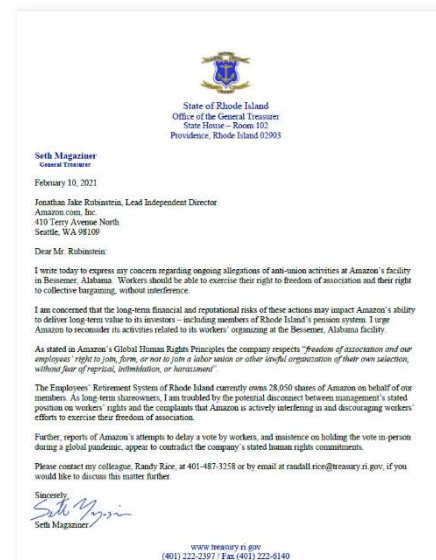 State of Rhode Island
Office of the General Treasurer
State House – Room 102
Providence, Rhode Island 02903
Seth Magaziner
General Treasurer
February 10, 2021
Jonathan Jake Rubinstein, Lead Independent Director
Amazon.com, Inc.
410 Terry Avenue North
Seattle, WA 98109
Dear Mr. Rubinstein:
I write today to express my concern regarding ongoing allegations of anti-union activities at Amazon's facility
in Bessemer, Alabama. Workers should be able to exercise their right to freedom of association and their right
to collective bargaining, without interference.
I am concerned that the long-term financial and reputational risks of these actions may impact Amazon's ability
to deliver long-term value to its investors – including members of Rhode Island's pension system. I urge
Amazon to reconsider its activities related to its workers' organizing at the Bessemer, Alabama facility.
As stated in Amazon's Global Human Rights Principles the company respects "freedom of association and our
employees' right to join, form, or not to join a labor union or other lawful organization of their own selection,
without fear of reprisal, intimidation, or harassment".
The Employees' Retirement System of Rhode Island currently owns 28,050 shares of Amazon on behalf of our
members. As long-term shareowners, I am troubled by the potential disconnect between management's stated
position on workers' rights and the complaints that Amazon is actively interfering in and discouraging workers'
efforts to exercise their freedom of association.
Further, reports of Amazon's attempts to delay a vote by workers, and insistence on holding the vote in-person
during a global pandemic, appear to contradict the company's stated human rights commitments.
Please contact my colleague, Randy Rice, at 401-487-3258 or by email at randall.rice@treasury.ri.gov, if you
would like to discuss this matter further.
Sincerely,
Seth Magaziner
Seth Magaziner
www.treasury.ri.gov
(401) 222-2397 / Fax (401) 222-6140